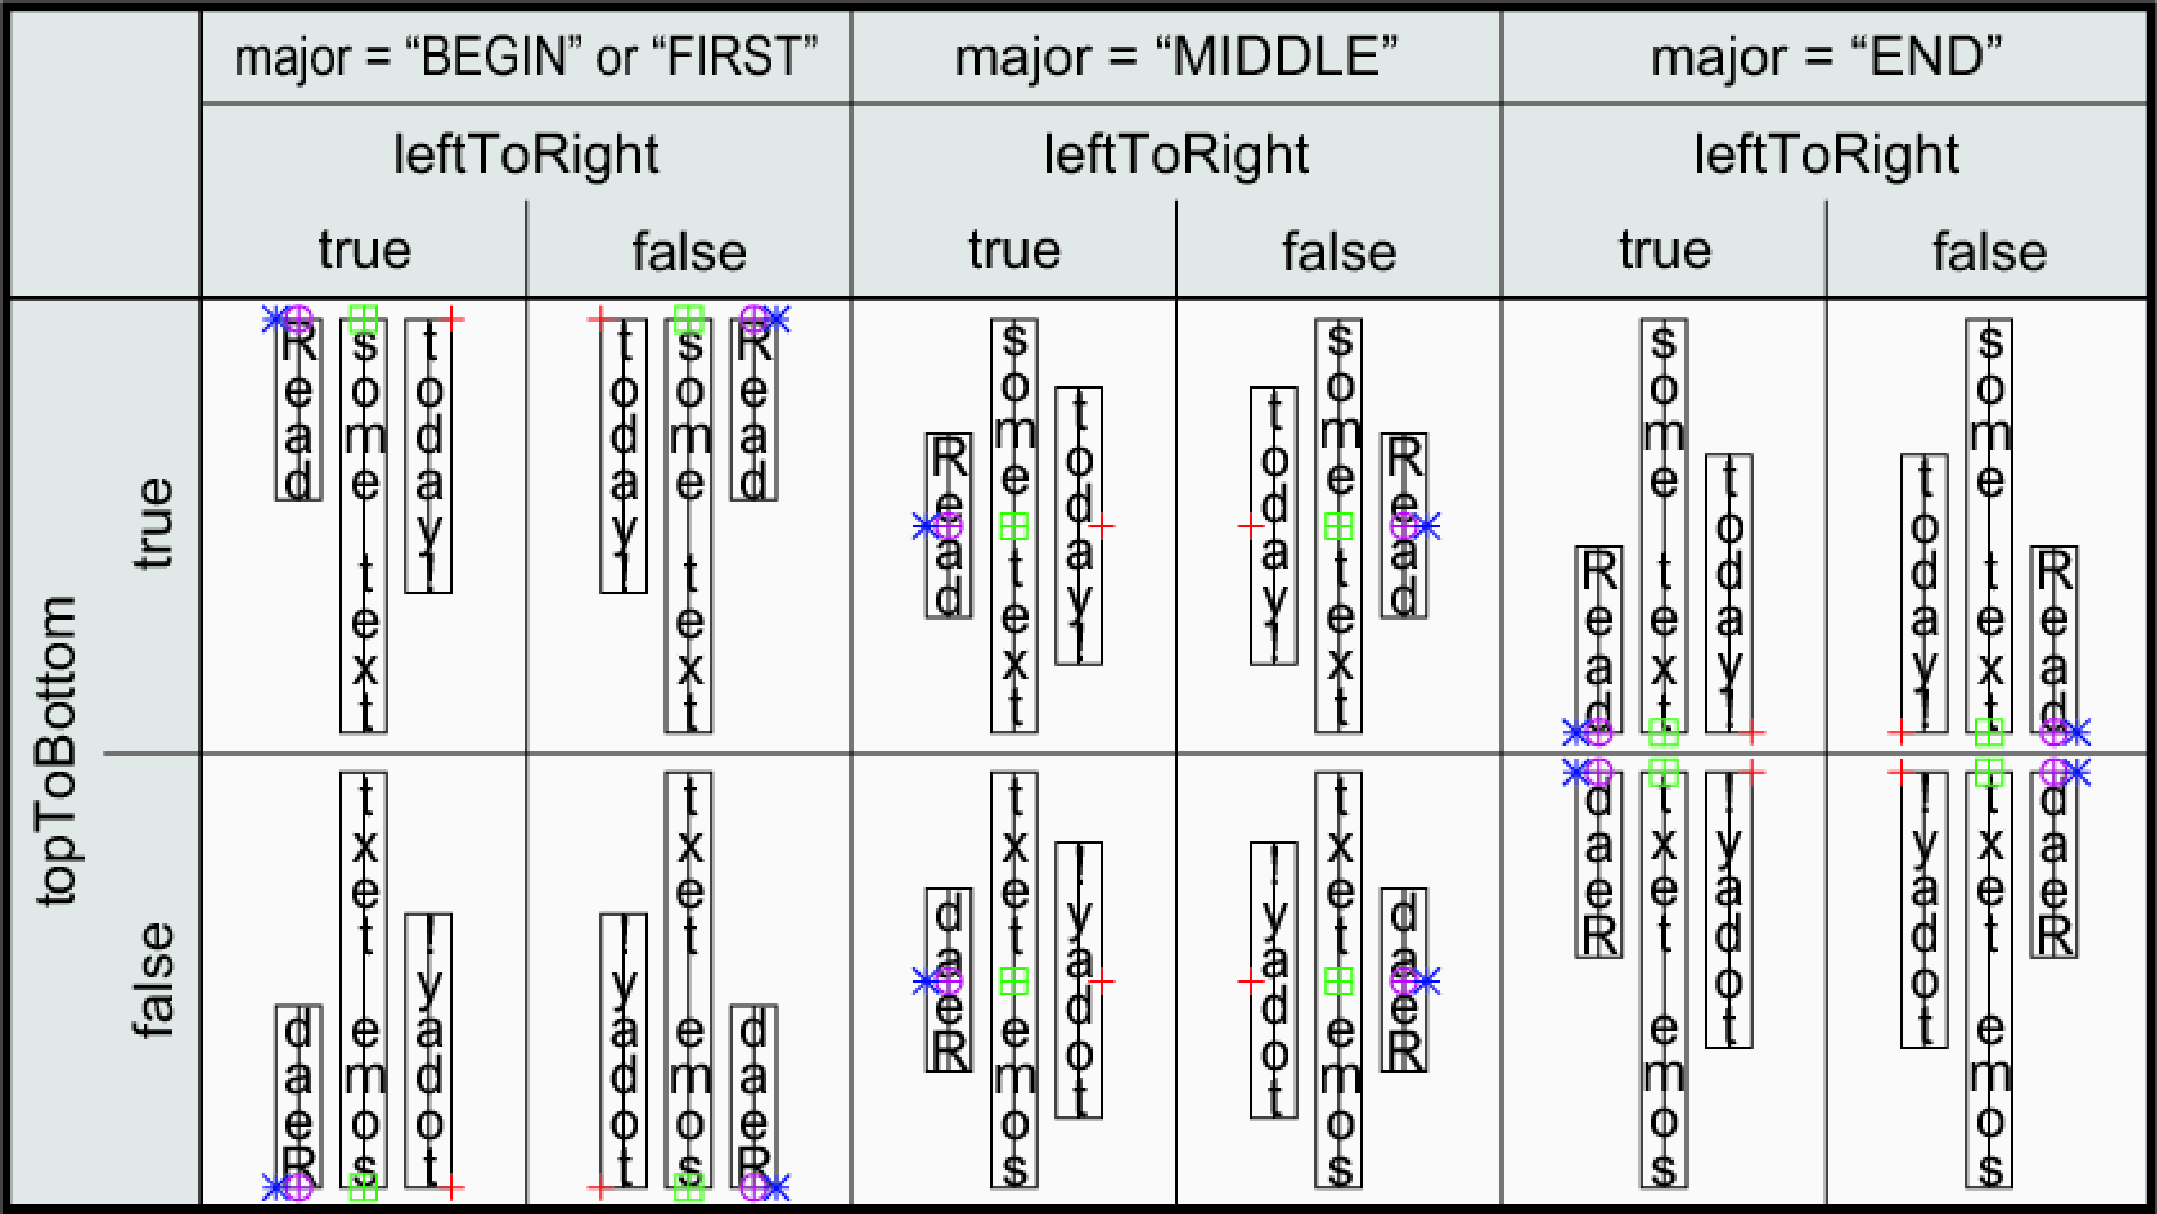 major = “BEGIN” or “FIRST” major = “MIDDLE” major = “END”
leftToRight leftToRight leftToRight
true false true false true false
topToBottom
true
Read some text today! today! some text Read Read some text today! today! some text Read Read some text today! today! some text Read
false
daeR txet emos !yadot !yadot txet emos daeR daeR txet emos !yadot !yadot txet emos daeR daeR txet emos !yadot !yadot txet emos daeR